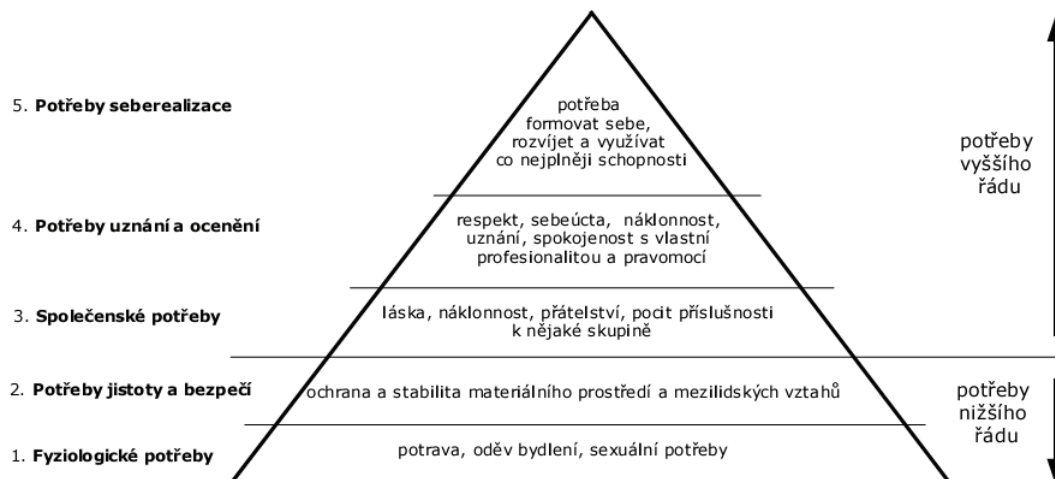 5. Potřeby seberealizace
potřeba
formovat sebe,
rozvíjet a využívat
co nejplněji schopnosti
potřeby
vyššího
řádu
4. Potřeby uznání a ocenění
respekt, sebeúcta, náklonnost,
uznání, spokojenost s vlastní
profesionalitou a pravomocí
3. Společenské potřeby
láska, náklonnost, přátelství, pocit příslušnosti
k nějaké skupině
2. Potřeby jistoty a bezpečí
ochrana a stabilita materiálního prostředí a mezilidských vztahů
potřeby
nižšího
řádu
1. Fyziologické potřeby
potrava, oděv bydlení, sexuální potřeby